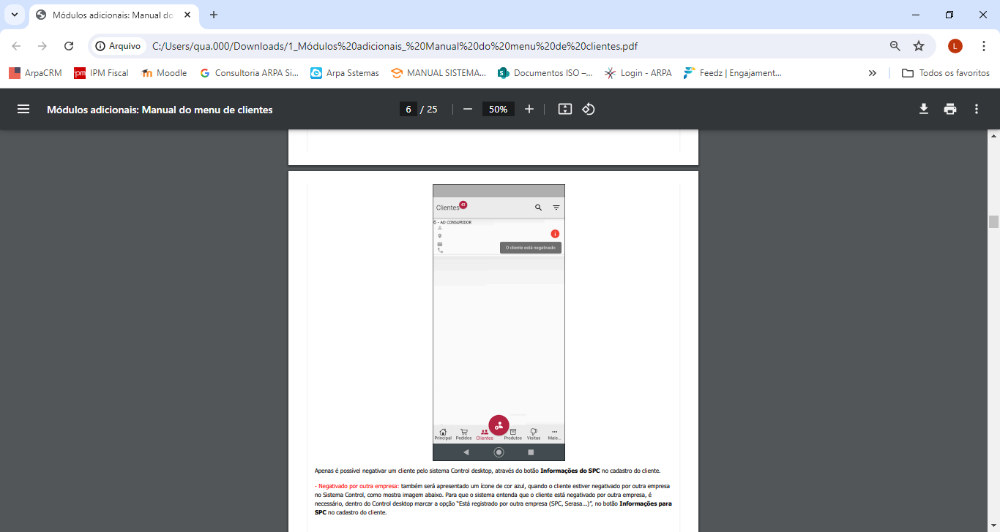 Módulos adicionais: Manual do
Arquivo
C:/Users/qua.000/Downloads/1_Módulos%20adicionais_%20Manual%20do%20menu%20de%20clientes.pdf
L
ArpaCRM
IPM Fiscal
Moodle
Consultoria ARPA Si...
Arpa Sstemas
MANUAL SISTEMA...
Documentos ISO –...
Login - ARPA
Feedz | Engajament...
Todos os favoritos
Módulos adicionais: Manual do menu de clientes
6 / 25
50%
Clientes 43
6 - AO CONSUMIDOR
O cliente está negativado
Principal Pedidos Clientes Produtos Visitas Mais...
Apenas é possível negativar um cliente pelo sistema Control desktop, através do botão Informações do SPC no cadastro do cliente.
- Negativado por outra empresa: também será apresentado um ícone de cor azul, quando o cliente estiver negativado por outra empresa
no Sistema Control, como mostra imagem abaixo. Para que o sistema entenda que o cliente está negativado por outra empresa, é
necessário, dentro do Control desktop marcar a opção "Está registrado por outra empresa (SPC, Serasa...)", no botão Informações para
SPC no cadastro do cliente.